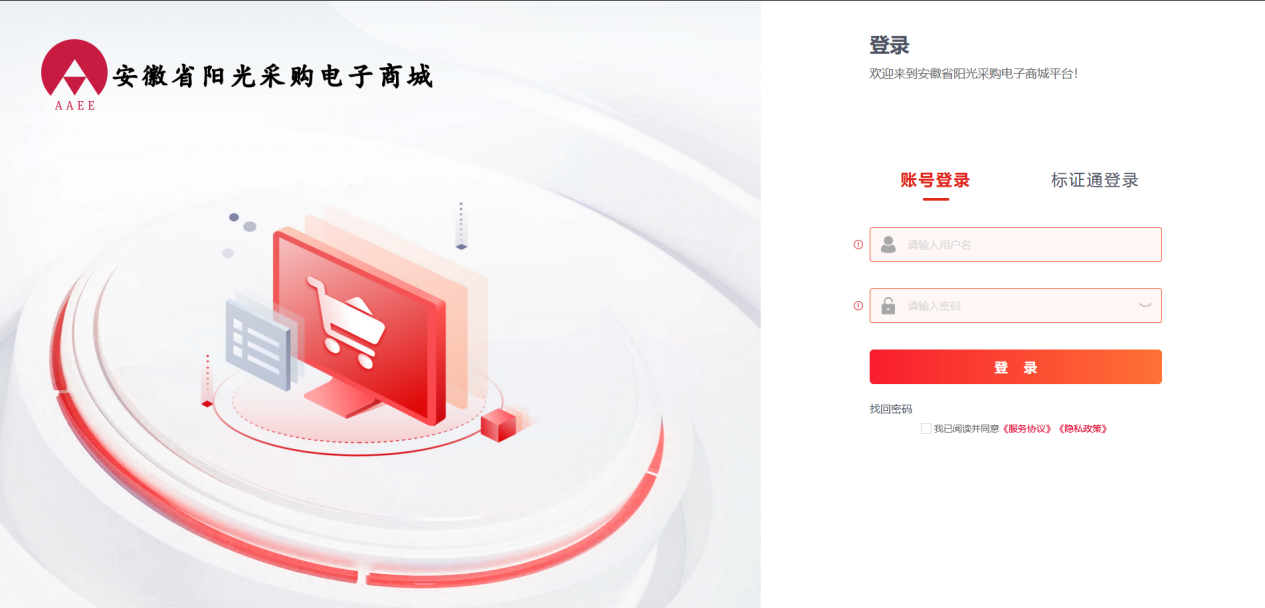 安徽省阳光采购电子商城
AAEE
登录
欢迎来到安徽省阳光采购电子商城平台!
账号登录 标证通登录
请输入用户名
请输入密码
登 录
找回密码
我已阅读并同意《服务协议》《隐私政策》